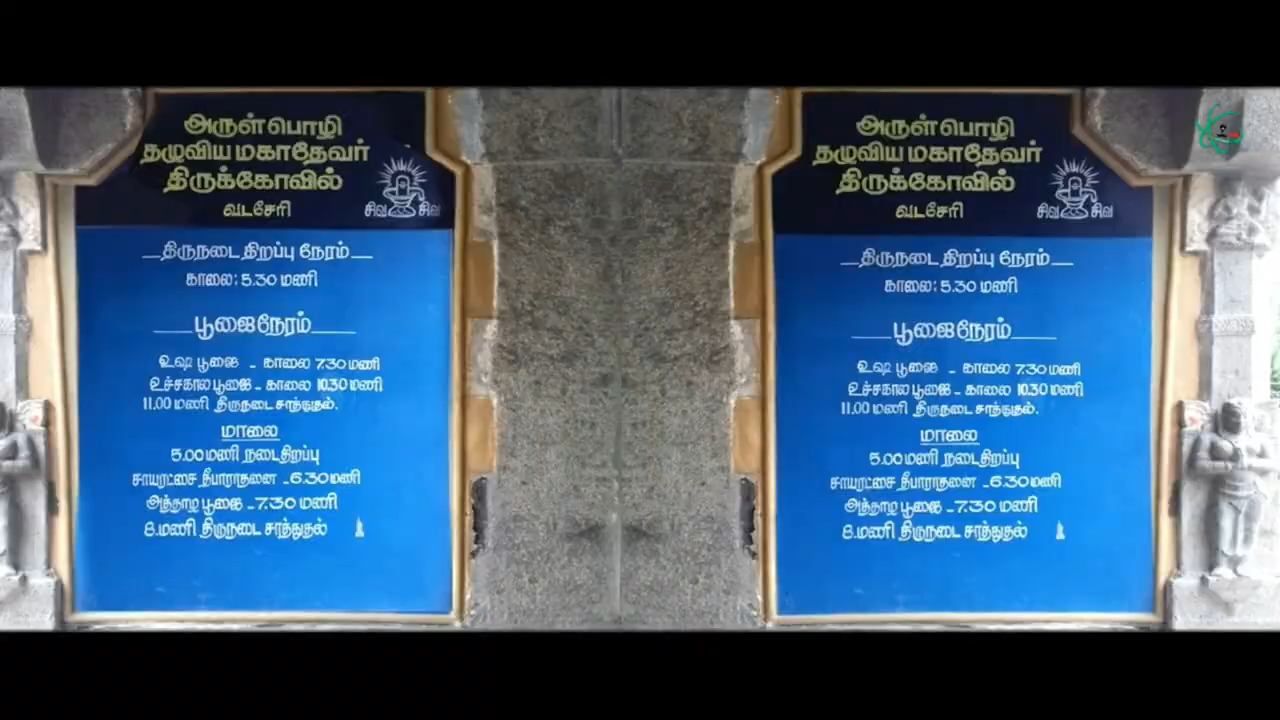 அருள்பொழி
தழுவிய மகாதேவர்
திருக்கோவில்
வடசேரி
சிவ சிவ
திருநடை திறப்பு நேரம்
காலை: 5.30 மணி
பூஜைநேரம்
உஷ பூஜை - காலை 7.30 மணி
உச்சகால பூஜை - காலை 10.30 மணி
11.00 மணி திருநடை சாத்துதல்.
மாலை
5.00 மணி நடைதிறப்பு
சாயரட்சை தீபாராதனை - 6.30 மணி
அத்தாழ பூஜை - 7.30 மணி
8. மணி திருநடை சாத்துதல்
அருள்பொழி
தழுவிய மகாதேவர்
திருக்கோவில்
வடசேரி
சிவ சிவ
திருநடை திறப்பு நேரம்
காலை: 5.30 மணி
பூஜைநேரம்
உஷ பூஜை - காலை 7.30 மணி
உச்சகால பூஜை - காலை 10.30 மணி
11.00 மணி திருநடை சாத்துதல்.
மாலை
5.00 மணி நடைதிறப்பு
சாயரட்சை தீபாராதனை - 6.30 மணி
அத்தாழ பூஜை - 7.30 மணி
8. மணி திருநடை சாத்துதல்